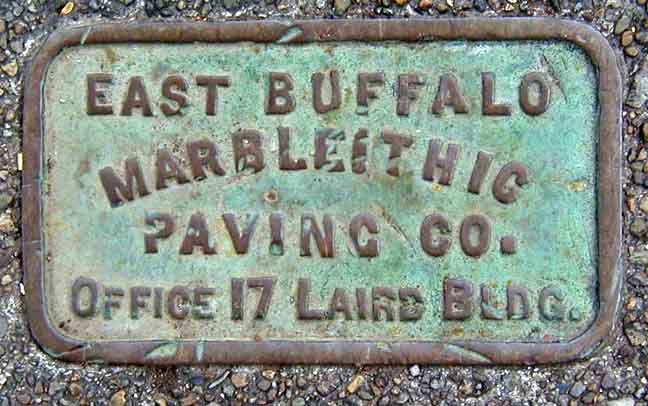 EAST BUFFALO
MARBLEITHIC
PAVING CO.
OFFICE 17 LAIRD BLDG.